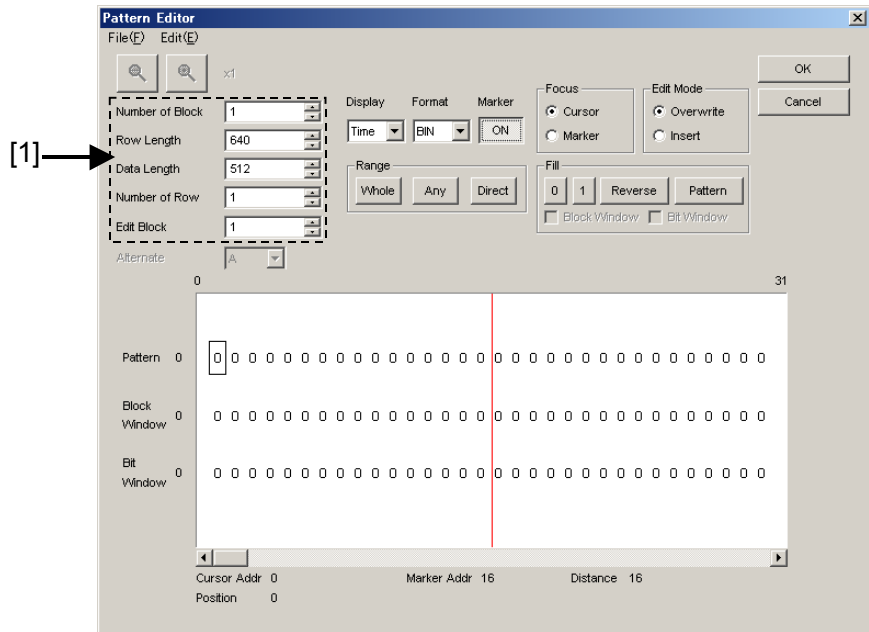 Pattern Editor
File(F) Edit(E)
x1
OK
Cancel
[1]
Number of Block 1
Row Length 640
Data Length 512
Number of Row 1
Edit Block 1
Alternate A
Display Format Marker
Time BIN ON
Focus
Cursor
Marker
Edit Mode
Overwrite
Insert
Range
Whole Any Direct
Fill
0 1 Reverse Pattern
Block Window Bit Window
0 31
Pattern 0 0 0 0 0 0 0 0 0 0 0 0 0 0 0 0 0 0 0 0 0 0 0 0 0 0 0 0 0 0 0 0 0
Block
Window 0 0 0 0 0 0 0 0 0 0 0 0 0 0 0 0 0 0 0 0 0 0 0 0 0 0 0 0 0 0 0 0 0
Bit
Window 0 0 0 0 0 0 0 0 0 0 0 0 0 0 0 0 0 0 0 0 0 0 0 0 0 0 0 0 0 0 0 0 0
Cursor Addr 0 Marker Addr 16 Distance 16
Position 0